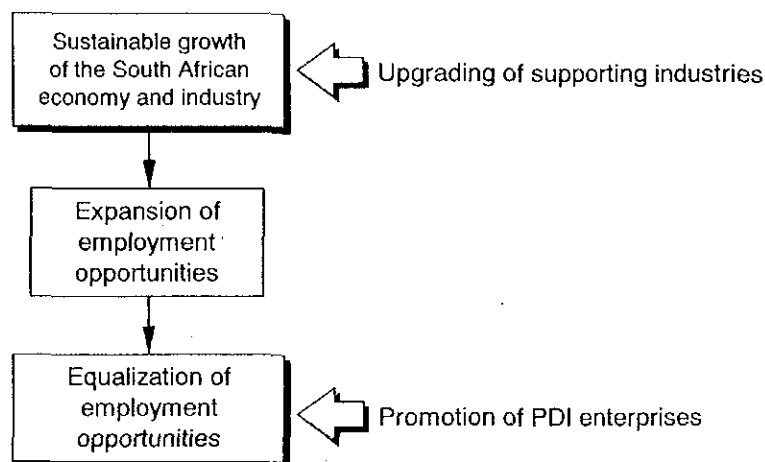 Sustainable growth
of the South African
economy and industry
Upgrading of supporting industries
Expansion of
employment
opportunities
Equalization of
employment
opportunities
Promotion of PDI enterprises